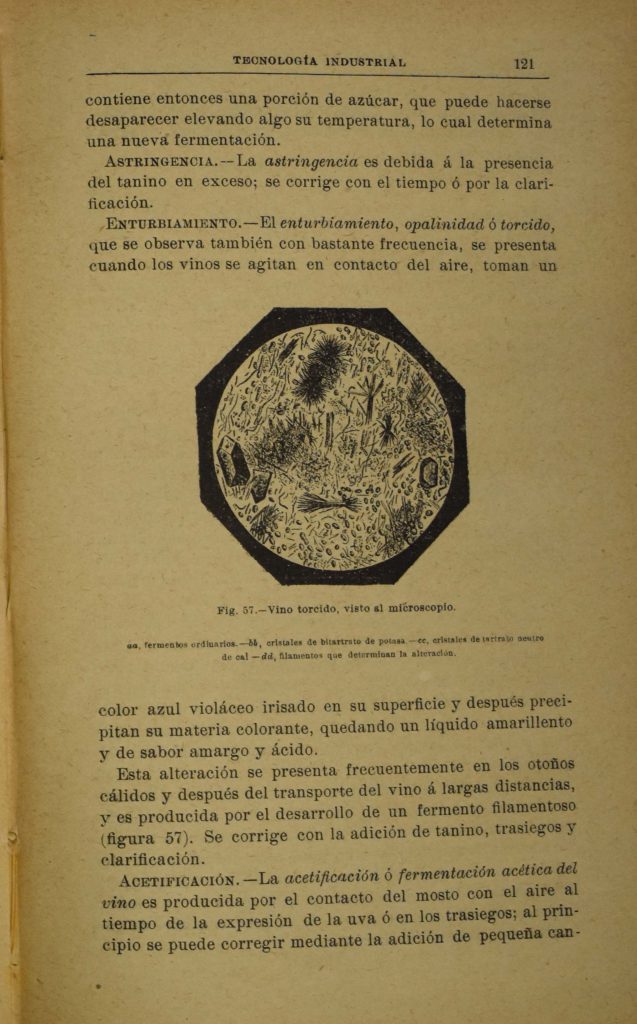 TECNOLOGÍA INDUSTRIAL 121
contiene entonces una porción de azúcar, que puede hacerse
desaparecer elevando algo su temperatura, lo cual determina
una nueva fermentación.
ASTRINGENCIA.—La astringencia es debida á la presencia
del tanino en exceso; se corrige con el tiempo ó por la clari-
ficación.
ENTURBIAMIENTO.—El enturbiamiento, opalinidad ó torcido,
que se observa también con bastante frecuencia, se presenta
cuando los vinos se agitan en contacto del aire, toman un
Fig. 57.—Vino torcido, visto al microscopio.
aa, fermentos ordinarios.—bb, cristales de bitartrato de potasa.—cc, cristales de tartrato neutro
de cal —dd, filamentos que determinan la alteración.
color azul violáceo irisado en su superficie y después preci-
pitan su materia colorante, quedando un líquido amarillento
y de sabor amargo y ácido.
Esta alteración se presenta frecuentemente en los otoños
cálidos y después del transporte del vino á largas distancias,
y es producida por el desarrollo de un fermento filamentoso
(figura 57). Se corrige con la adición de tanino, trasiegos y
clarificación.
ACETIFICACIÓN.—La acetificación ó fermentación acética del
vino es producida por el contacto del mosto con el aire al
tiempo de la expresión de la uva ó en los trasiegos; al prin-
cipio se puede corregir mediante la adición de pequeña can-